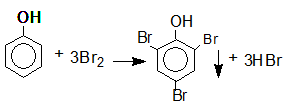 OH
OH
Br Br
+ 3Br₂ + 3HBr
Br